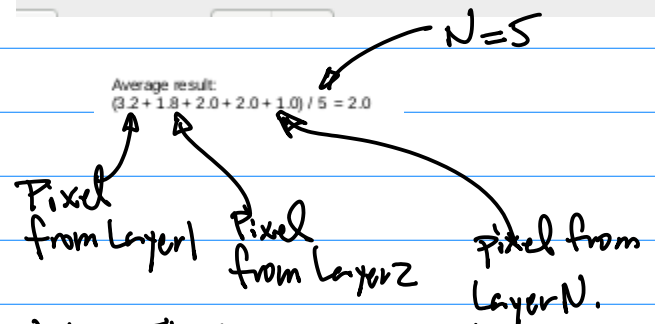 N=5
Average result:
(3.2 + 1.8 + 2.0 + 2.0 + 1.0) / 5 = 2.0
Pixel
from Layer1
Pixel
from Layer2
pixel from
Layer N.